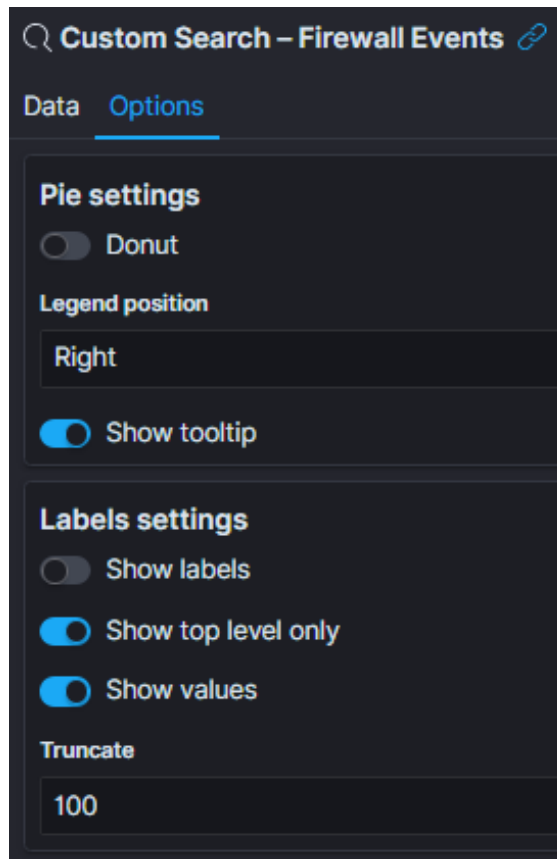 Custom Search – Firewall Events
Data Options
Pie settings
Donut
Legend position
Right
Show tooltip
Labels settings
Show labels
Show top level only
Show values
Truncate
100